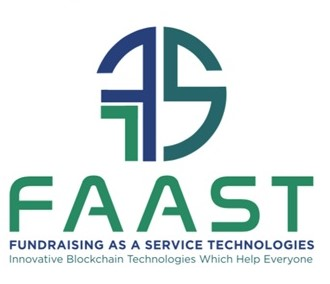 FAAST
FUNDRAISING AS A SERVICE TECHNOLOGIES
Innovative Blockchain Technologies Which Help Everyone